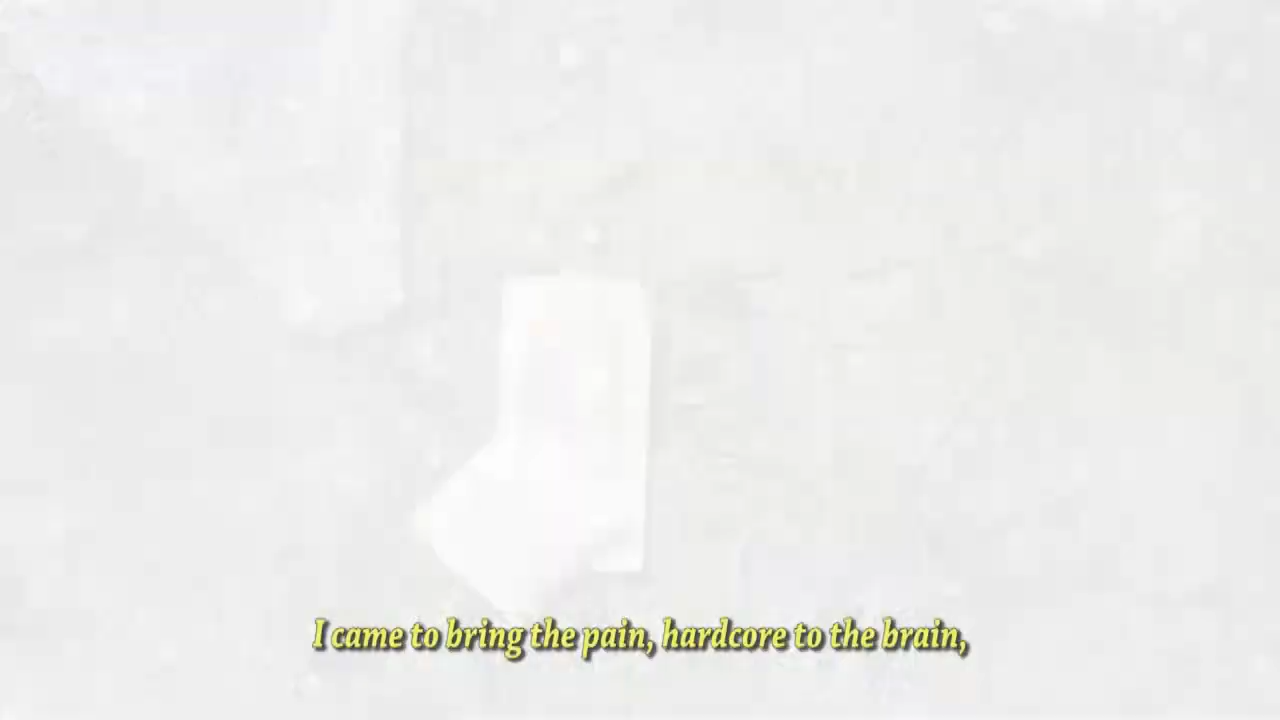 I came to bring the pain, hardcore to the brain,